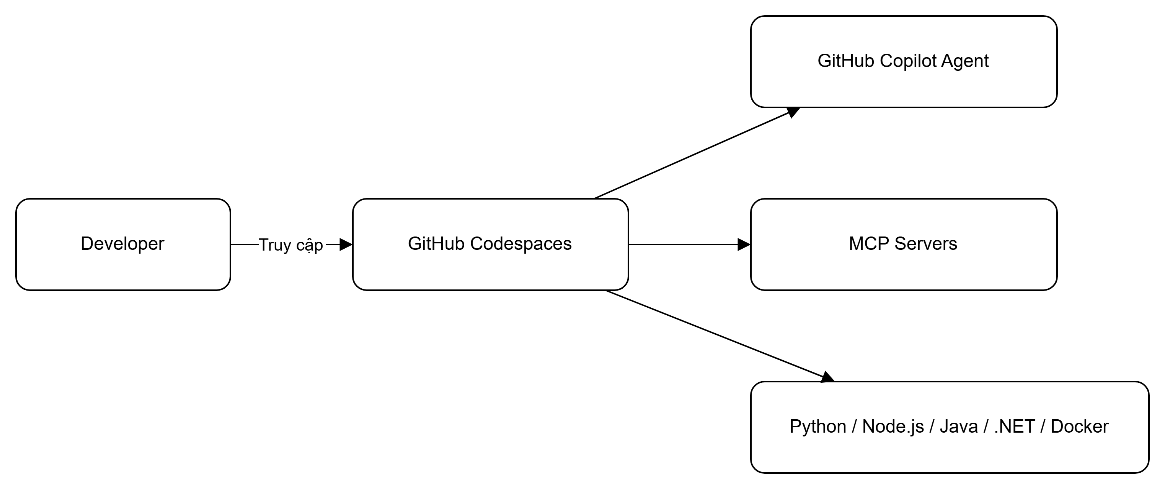 GitHub Copilot Agent
Developer
Truy cập
GitHub Codespaces
MCP Servers
Python / Node.js / Java / .NET / Docker